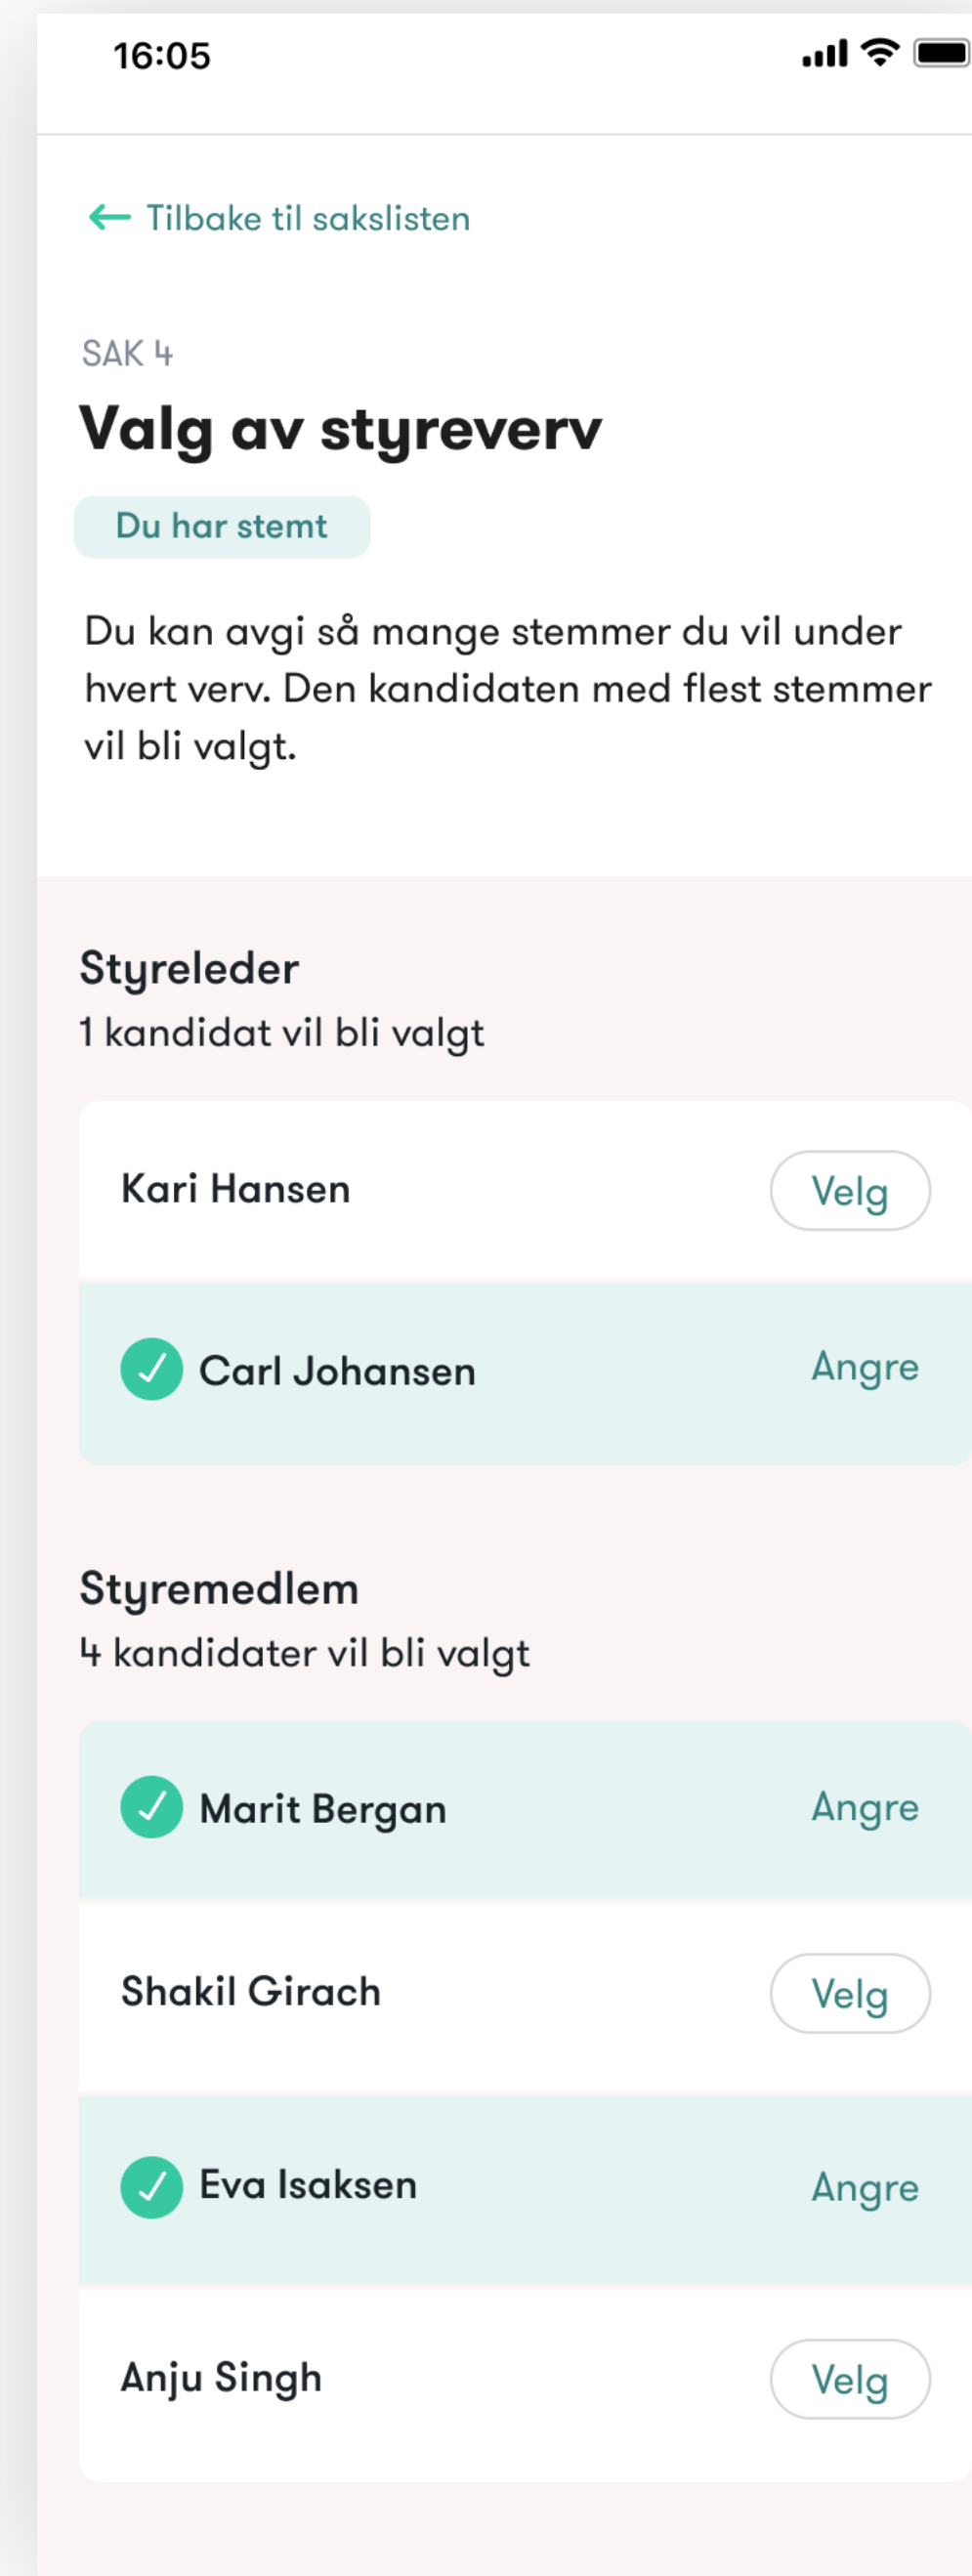 16:05
← Tilbake til sakslisten
SAK 4
Valg av styreverv
Du har stemt
Du kan avgi så mange stemmer du vil under
hvert verv. Den kandidaten med flest stemmer
vil bli valgt.
Styreleder
1 kandidat vil bli valgt
Kari Hansen Velg
Carl Johansen Angre
Styremedlem
4 kandidater vil bli valgt
Marit Bergan Angre
Shakil Girach Velg
Eva Isaksen Angre
Anju Singh Velg